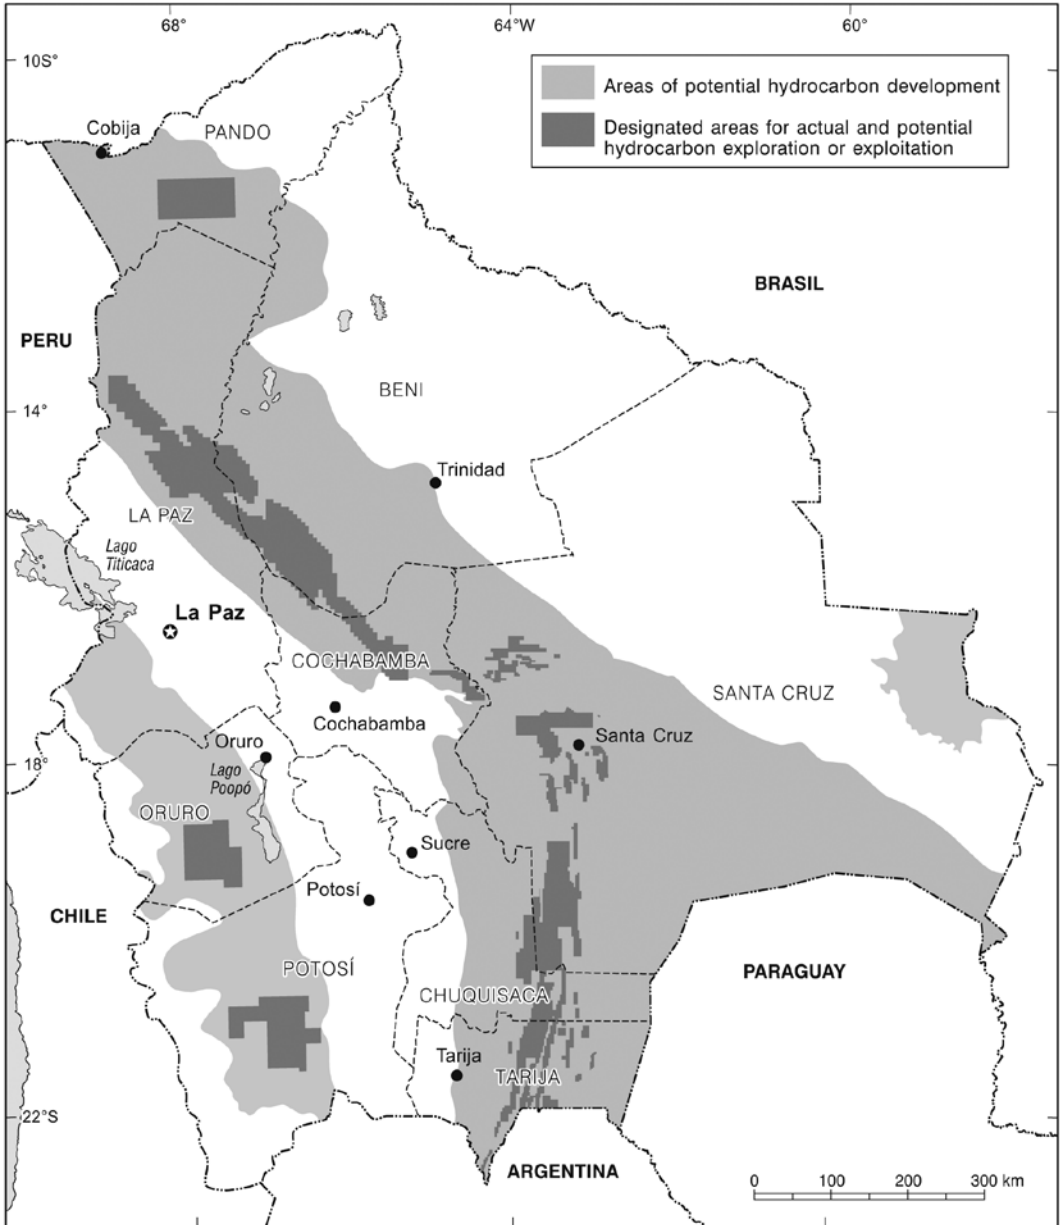 68°
64°W
60°
10S°
Areas of potential hydrocarbon development
Designated areas for actual and potential
hydrocarbon exploration or exploitation
Cobija
PANDO
BRASIL
PERU
BENI
14°
Trinidad
LA PAZ
Lago
Titicaca
La Paz
COCHABAMBA
SANTA CRUZ
Cochabamba
Oruro
Santa Cruz
18°
Lago
Poopó
ORURO
Sucre
Potosí
CHILE
POTOSÍ
PARAGUAY
CHUQUISACA
Tarija
TARIJA
22°S
ARGENTINA
0 100 200 300 km